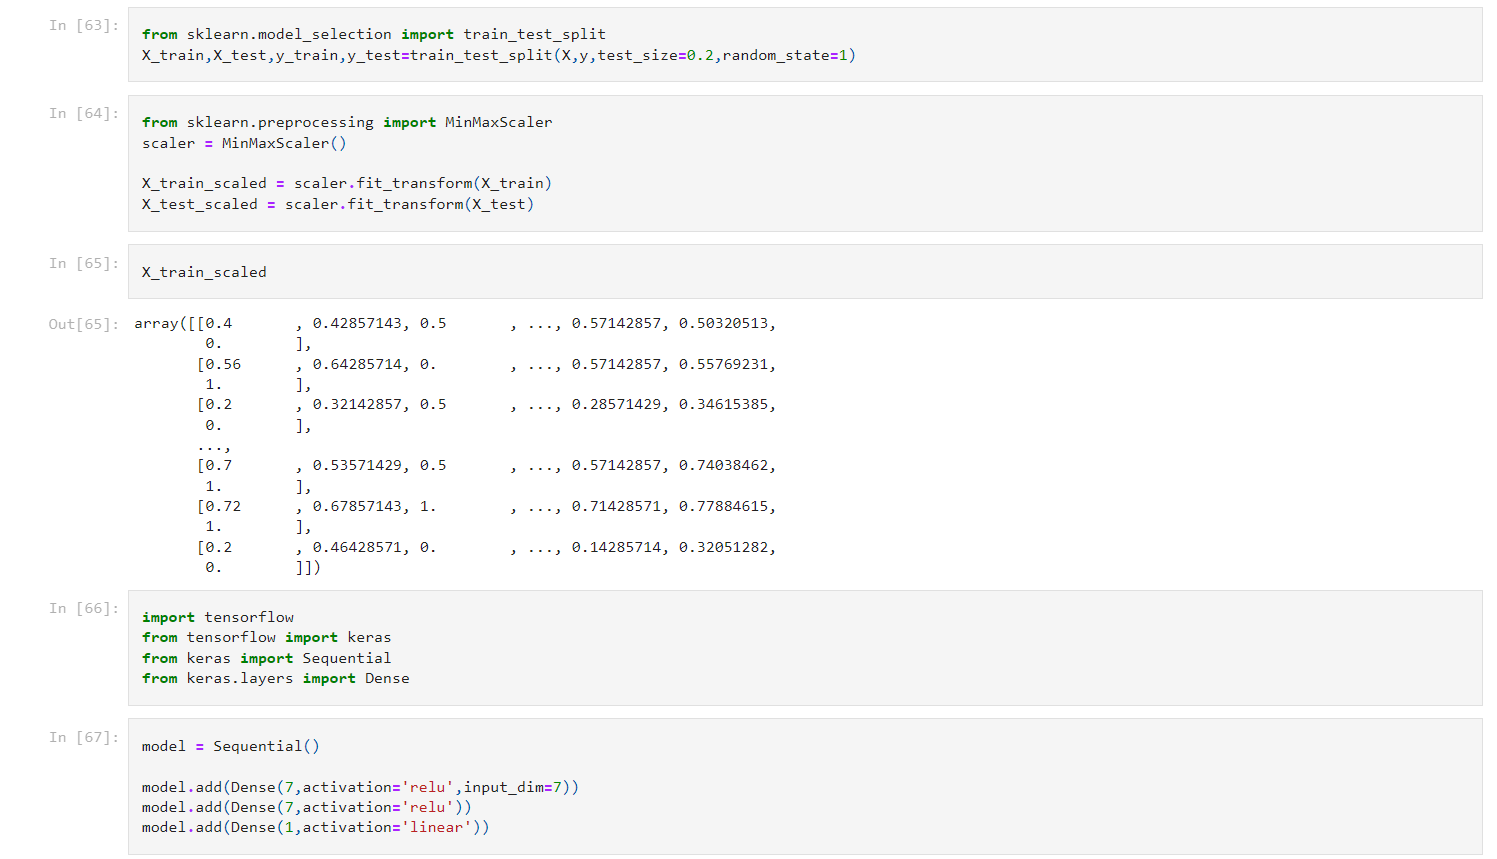 In [63]:
from sklearn.model_selection import train_test_split
X_train,X_test,y_train,y_test=train_test_split(X,y,test_size=0.2,random_state=1)
In [64]:
from sklearn.preprocessing import MinMaxScaler
scaler = MinMaxScaler()
X_train_scaled = scaler.fit_transform(X_train)
X_test_scaled = scaler.fit_transform(X_test)
In [65]:
X_train_scaled
Out[65]:
array([[0.4       , 0.42857143, 0.5       , ..., 0.57142857, 0.50320513,
        0.        ],
       [0.56      , 0.64285714, 0.        , ..., 0.57142857, 0.55769231,
        1.        ],
       [0.2       , 0.32142857, 0.5       , ..., 0.28571429, 0.34615385,
        0.        ],
       ...,
       [0.7       , 0.53571429, 0.5       , ..., 0.57142857, 0.74038462,
        1.        ],
       [0.72      , 0.67857143, 1.        , ..., 0.71428571, 0.77884615,
        1.        ],
       [0.2       , 0.46428571, 0.        , ..., 0.14285714, 0.32051282,
        0.        ]])
In [66]:
import tensorflow
from tensorflow import keras
from keras import Sequential
from keras.layers import Dense
In [67]:
model = Sequential()
model.add(Dense(7,activation='relu',input_dim=7))
model.add(Dense(7,activation='relu'))
model.add(Dense(1,activation='linear'))